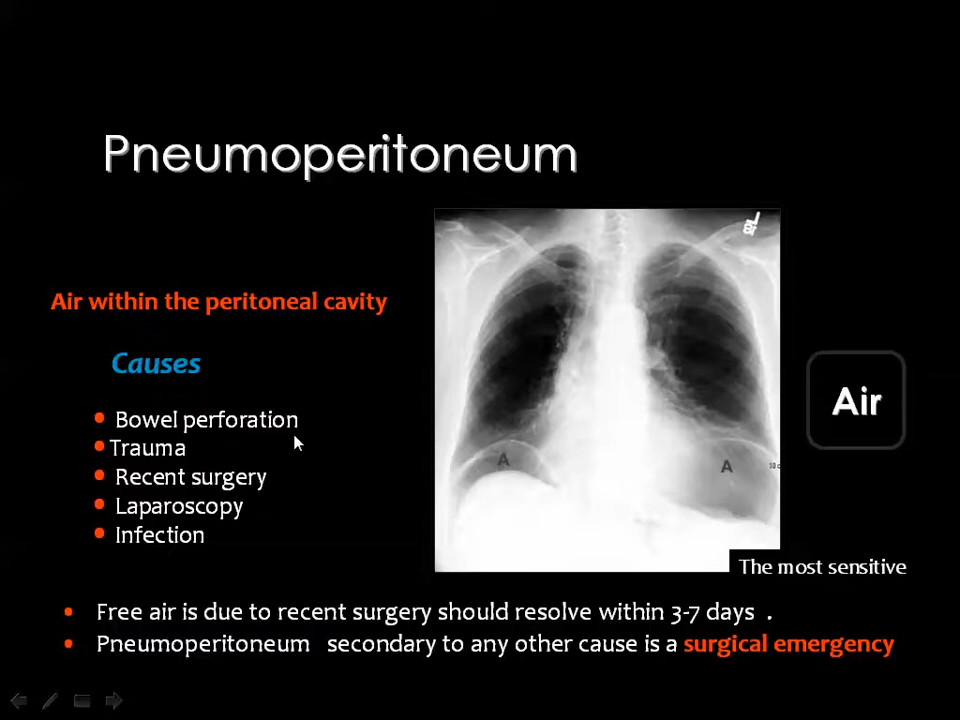 Pneumoperitoneum
Air within the peritoneal cavity
Causes
• Bowel perforation
• Trauma
• Recent surgery
• Laparoscopy
• Infection
A
A
Air
The most sensitive
• Free air is due to recent surgery should resolve within 3-7 days .
• Pneumoperitoneum secondary to any other cause is a surgical emergency